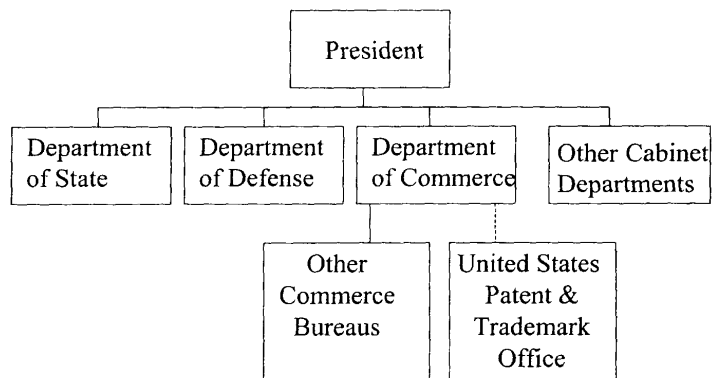 President
Department
of State
Department
of Defense
Department
of Commerce
Other Cabinet
Departments
Other
Commerce
Bureaus
United States
Patent &
Trademark
Office